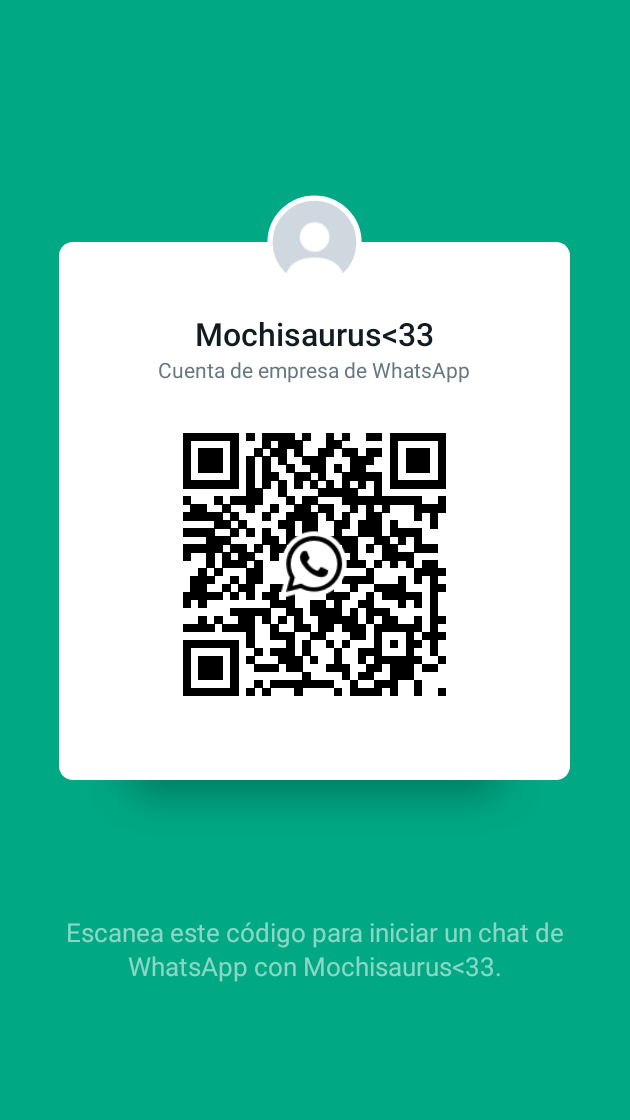 Mochisaurus<33
Cuenta de empresa de WhatsApp
Escanea este código para iniciar un chat de
WhatsApp con Mochisaurus<33.